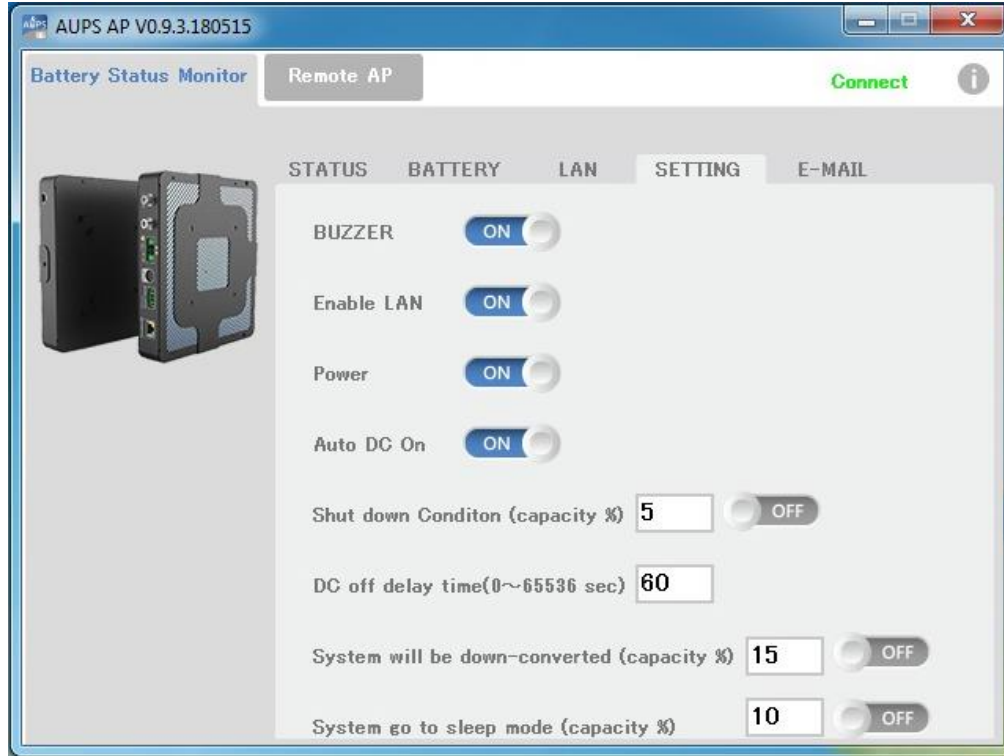 AUPS AP V0.9.3.180515
Battery Status Monitor Remote AP Connect
STATUS BATTERY LAN SETTING E-MAIL
BUZZER ON
Enable LAN ON
Power ON
Auto DC On ON
Shut down Conditon (capacity %) 5 OFF
DC off delay time(0~65536 sec) 60
System will be down-converted (capacity %) 15 OFF
System go to sleep mode (capacity %) 10 OFF